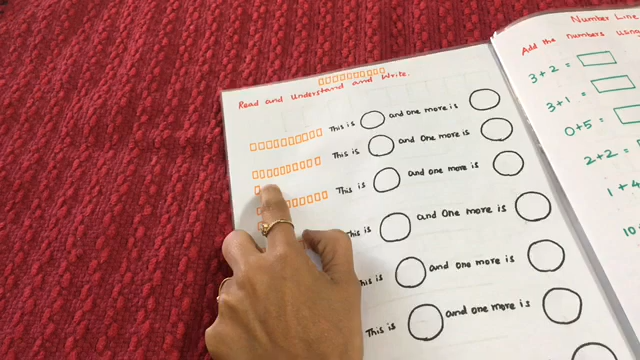 Read and Understand and Write.
This is and one more is
This is and One more is
This is and one more is
This is and One more is
This is and one more is
This is and one more is
Number Line
Add the numbers using
3+2 =
3+1 =
0+5 =
2+2 =
1+4
10